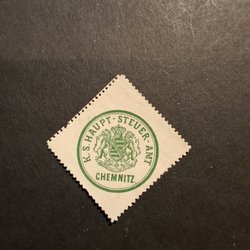 K.S. HAUPT-STEUER-AMT
CHEMNITZ